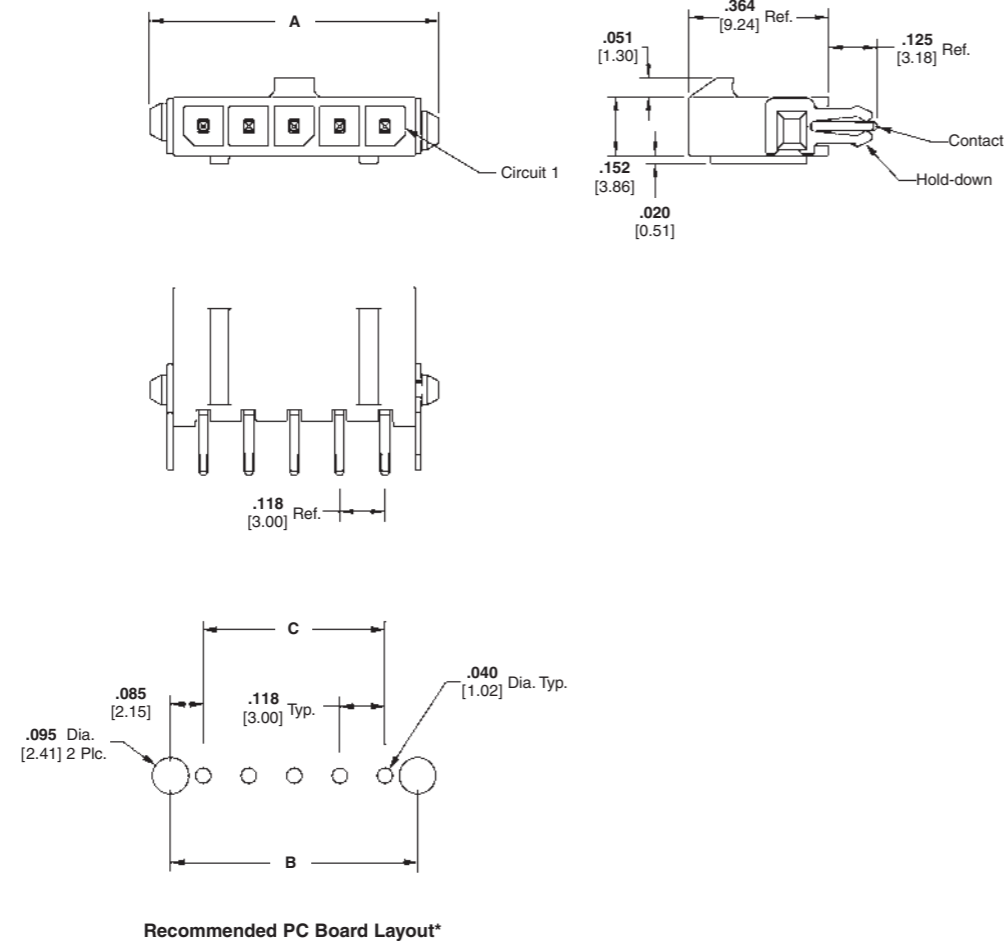 A
Circuit 1
.364
[9.24] Ref.
.051
[1.30]
.125
[3.18] Ref.
Contact
.152
[3.86]
Hold-down
.020
[0.51]
.118
[3.00] Ref.
C
.085
[2.15]
.118
[3.00] Typ.
.040
[1.02] Dia. Typ.
.095 Dia.
[2.41] 2 Plc.
B
Recommended PC Board Layout*